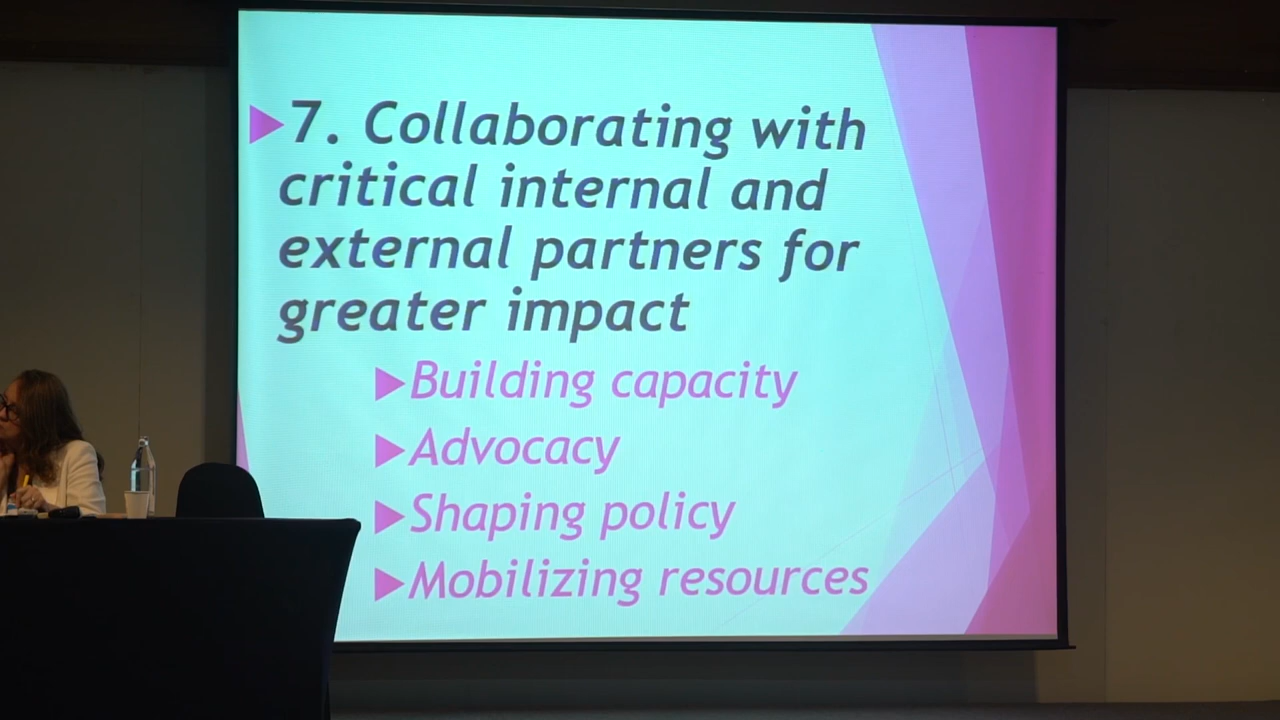 7. Collaborating with
critical internal and
external partners for
greater impact
Building capacity
Advocacy
Shaping policy
Mobilizing resources